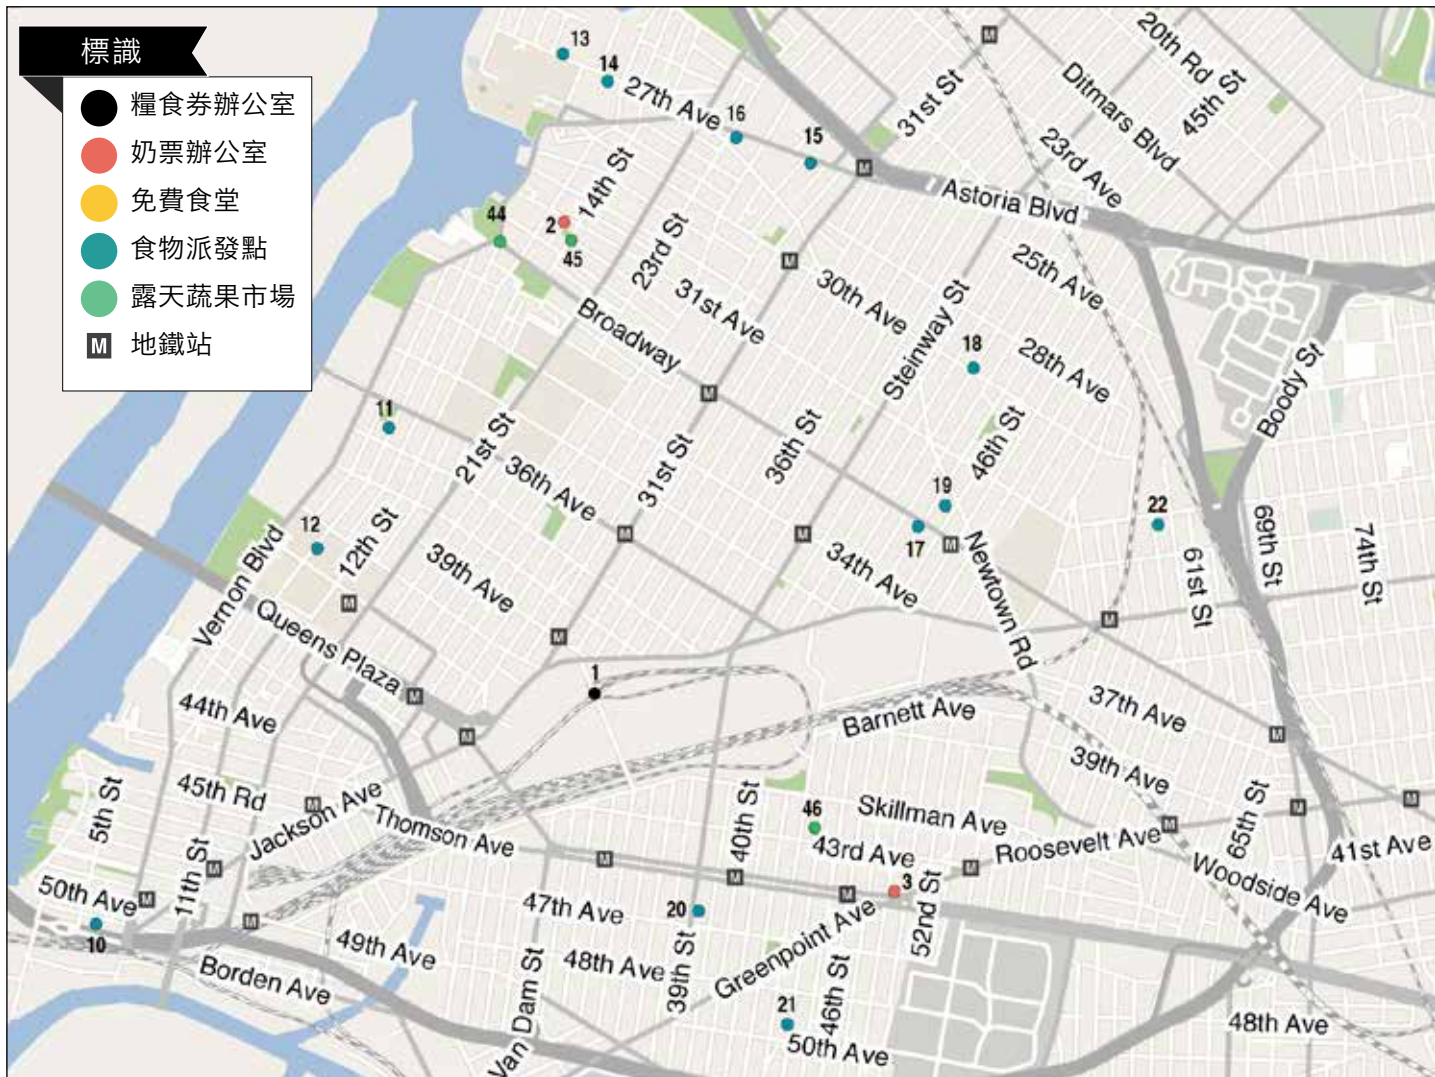 標識
糧食券辦公室
奶票辦公室
免費食堂
食物派發點
露天蔬果市場
M 地鐵站
13
14
27th Ave
16
15
31st St
20th Rd
Ditmars Blvd
45th St
23rd Ave
Astoria Blvd
14th St
44
2
45
23rd St
31st Ave
Broadway
30th Ave
25th Ave
Steinway St
18
28th Ave
Boody St
11
21st St
36th Ave
31st St
36th St
46th St
19
17
22
12
12th St
39th Ave
34th Ave
Newtown Rd
61st St
69th St
74th St
Vernon Blvd
Queens Plaza
1
44th Ave
Barnett Ave
37th Ave
39th Ave
5th St
45th Rd
Jackson Ave
Thomson Ave
40th St
46
Skillman Ave
43rd Ave
Roosevelt Ave
65th St
41st Ave
Woodside Ave
50th Ave
11th St
10
47th Ave
20
3
52nd St
49th Ave
48th Ave
39th St
Greenpoint Ave
Borden Ave
Van Dam St
21
46th St
50th Ave
48th Ave